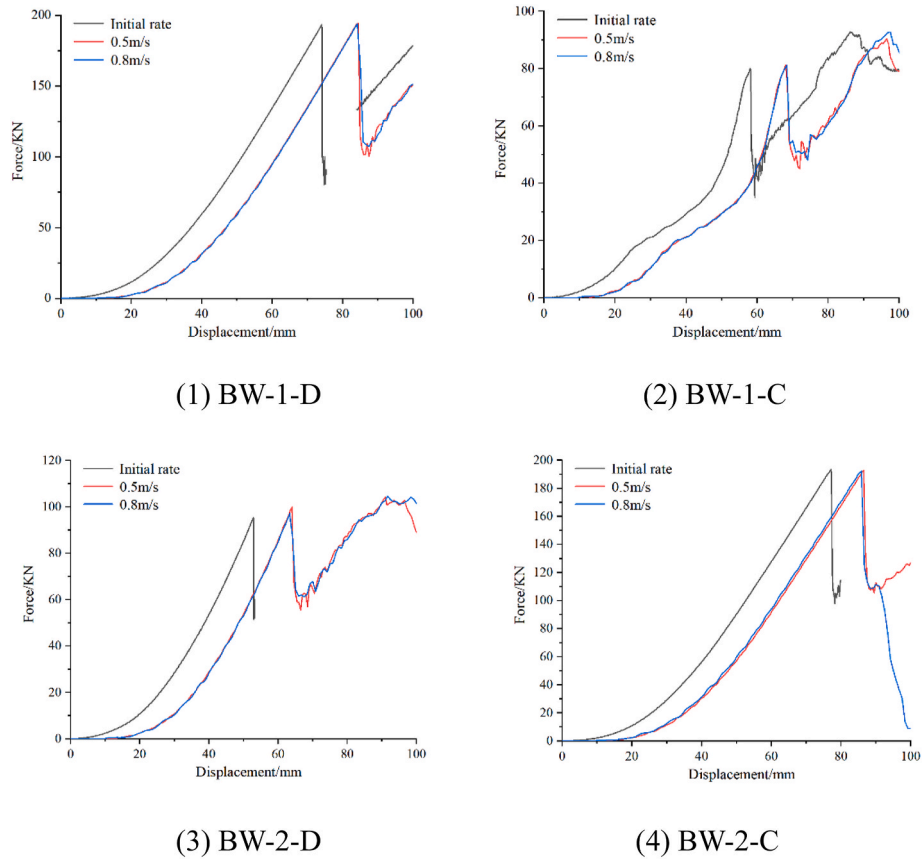 Initial rate
0.5m/s
0.8m/s
200
150
100
50
0
Force/KN
0 20 40 60 80 100
Displacement/mm
(1) BW-1-D
Initial rate
0.5m/s
0.8m/s
100
80
60
40
20
0
Force/KN
0 20 40 60 80 100
Displacement/mm
(2) BW-1-C
Initial rate
0.5m/s
0.8m/s
120
100
80
60
40
20
0
Force/KN
0 20 40 60 80 100
Displacement/mm
(3) BW-2-D
Initial rate
0.5m/s
0.8m/s
200
180
160
140
120
100
80
60
40
20
0
Force/KN
0 20 40 60 80 100
Displacement/mm
(4) BW-2-C